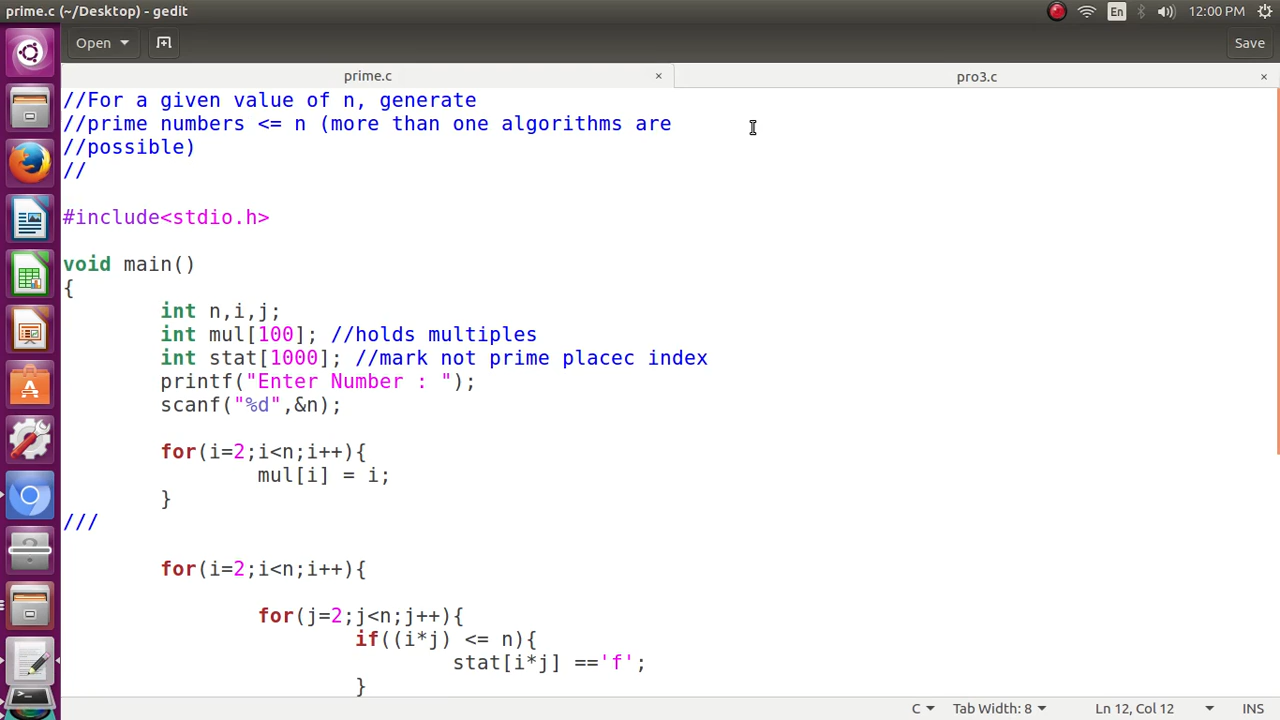 prime.c (~/Desktop) - gedit
En
12:00 PM
Open
Save
prime.c ×
pro3.c ×
//For a given value of n, generate
//prime numbers <= n (more than one algorithms are
//possible)
//
#include<stdio.h>
void main()
{
int n,i,j;
int mul[100]; //holds multiples
int stat[1000]; //mark not prime placec index
printf("Enter Number : ");
scanf("%d",&n);
for(i=2;i<n;i++){
mul[i] = i;
}
///
for(i=2;i<n;i++){
for(j=2;j<n;j++){
if((i*j) <= n){
stat[i*j] =='f';
}
C
Tab Width: 8
Ln 12, Col 12
INS